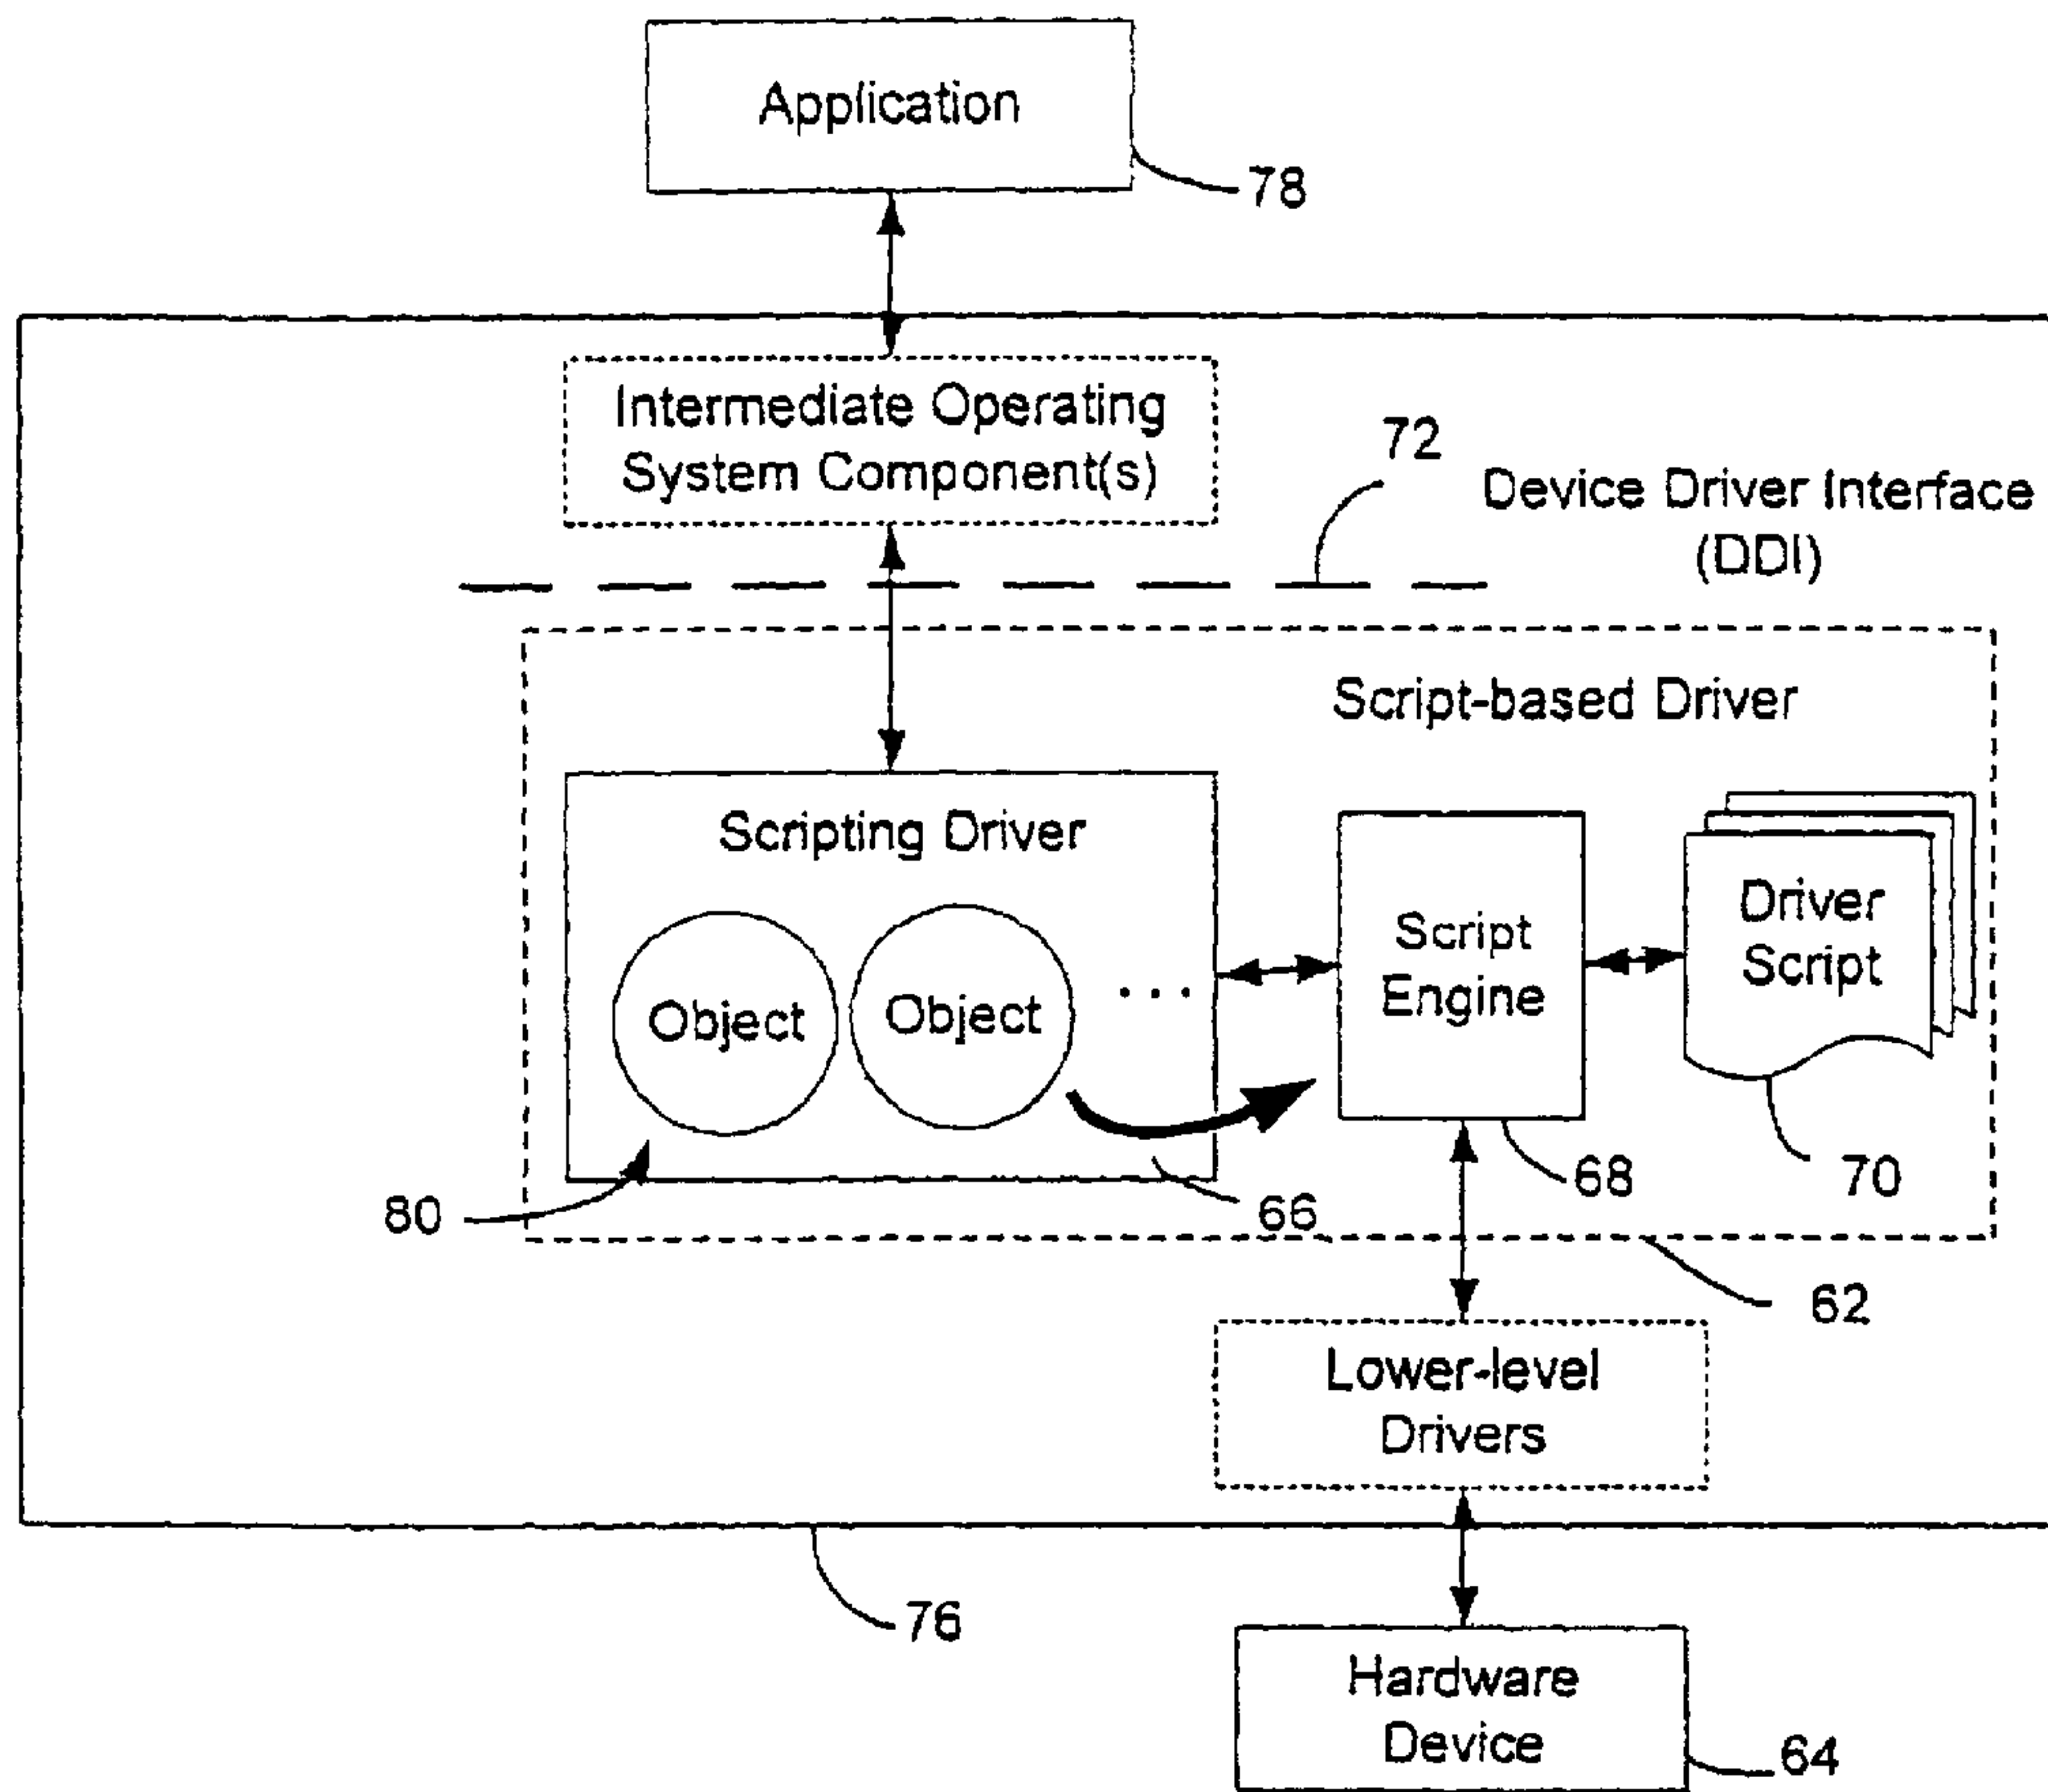 Application
78
Intermediate Operating
System Component(s)
72
Device Driver Interface
(DDI)
Script-based Driver
Scripting Driver
Object
Object
...
Script
Engine
Driver
Script
80
66
68
70
62
Lower-level
Drivers
76
Hardware
Device
64